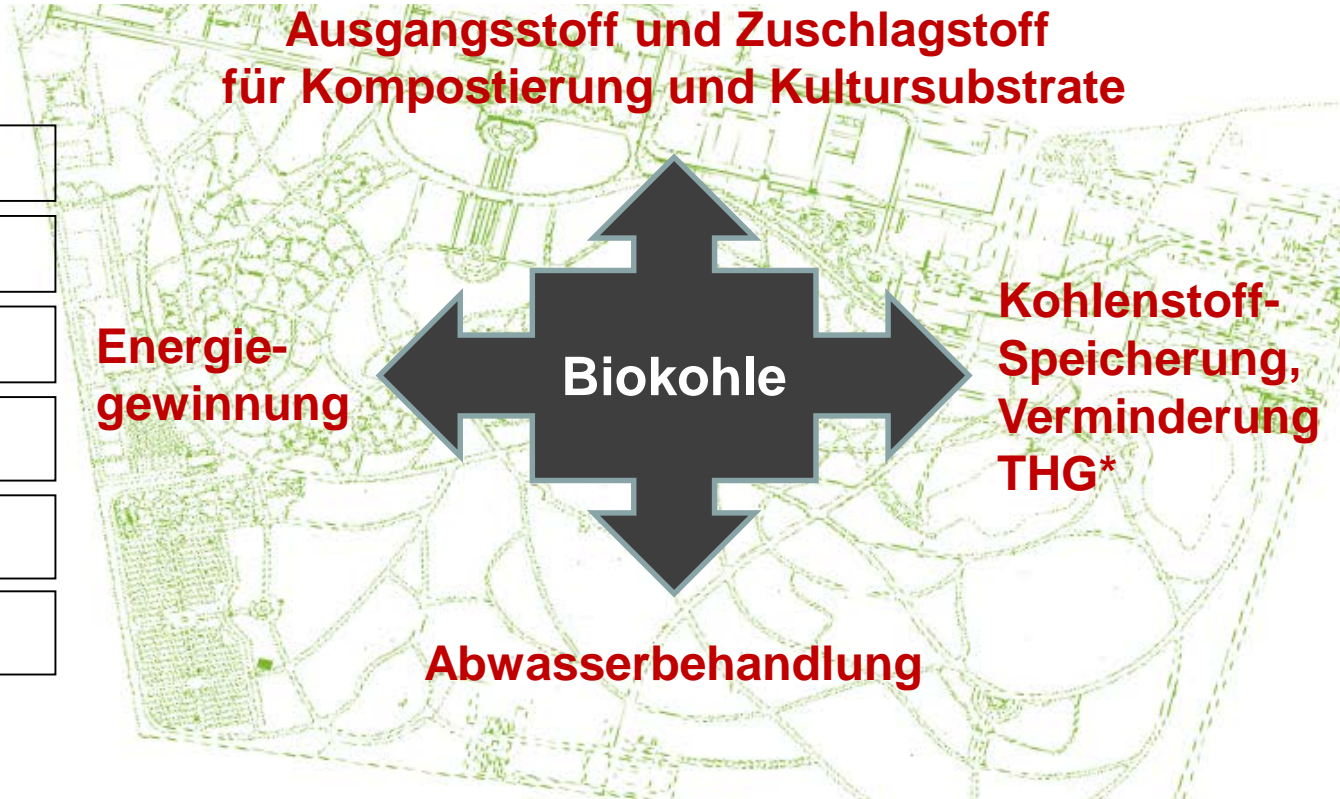 Ausgangsstoff und Zuschlagstoff
für Kompostierung und Kultursubstrate
Energie-
gewinnung
Biokohle
Kohlenstoff-
Speicherung,
Verminderung
THG*
Abwasserbehandlung